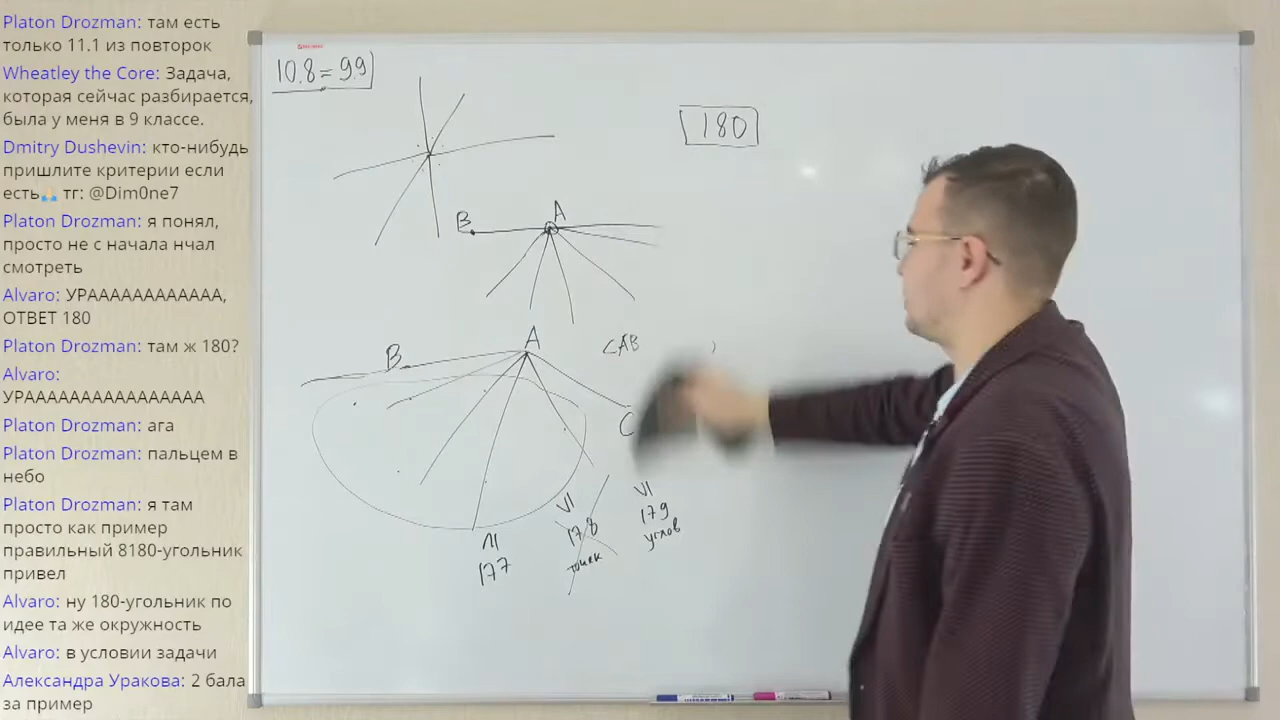 Platon Drozman: там есть
только 11.1 из повторок
Wheatley the Core: Задача,
которая сейчас разбирается,
была у меня в 9 классе.
Dmitry Dushevin: кто-нибудь
пришлите критерии если
есть🙏 тг: @Dim0ne7
Platon Drozman: я понял,
просто не с начала нчал
смотреть
Alvaro: УРАААААААААААА,
ОТВЕТ 180
Platon Drozman: там ж 180?
Alvaro:
УРАААААААААААААААА
Platon Drozman: ага
Platon Drozman: пальцем в
небо
Platon Drozman: я там
просто как пример
правильный 8180-угольник
привел
Alvaro: ну 180-угольник по
идее та же окружность
Alvaro: в условии задачи
Александра Уракова: 2 бала
за пример
10.8 = 9.9
180
B A
B A
<AB
C
VI
178
точек
VI
179
углов
177